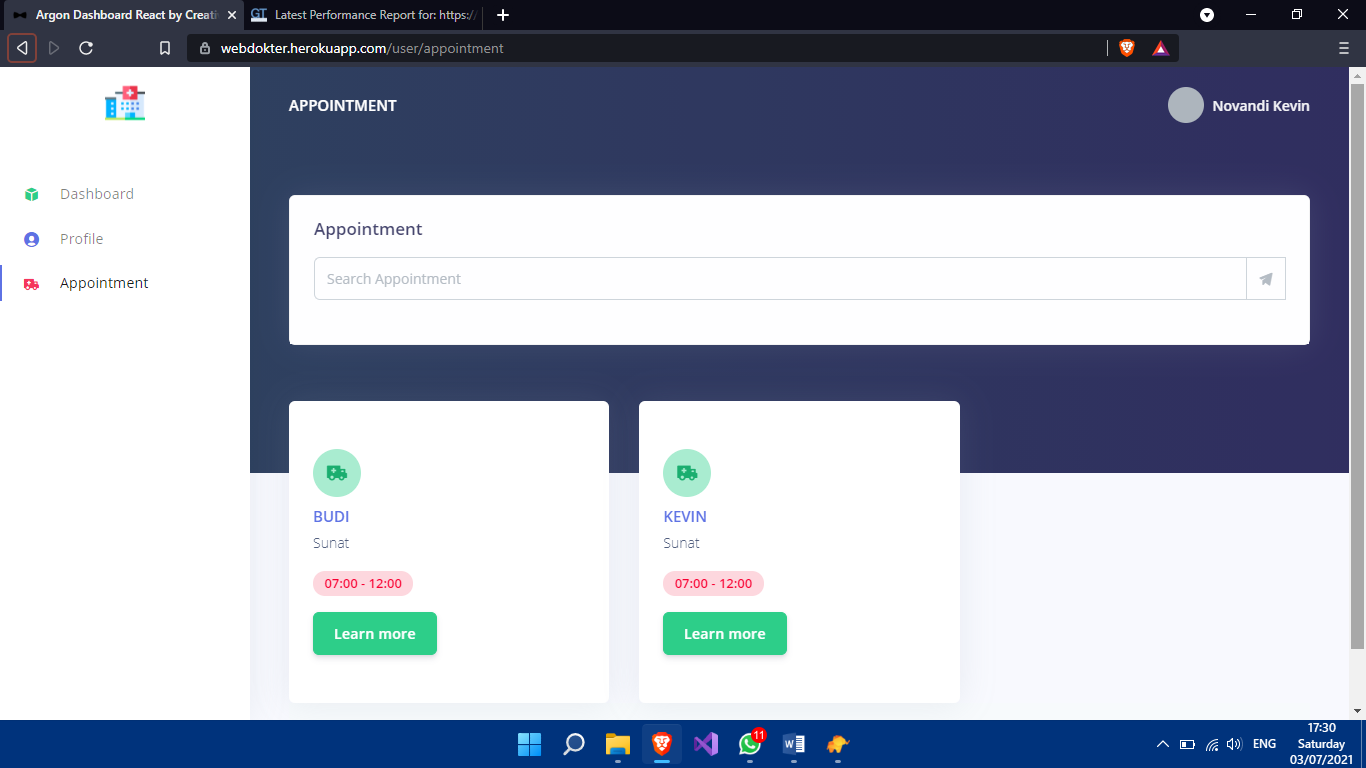 Argon Dashboard React by Creati
GT Latest Performance Report for: https:/
webdokter.herokuapp.com/user/appointment
APPOINTMENT
Novandi Kevin
Dashboard
Profile
Appointment
Appointment
Search Appointment
BUDI
Sunat
07:00 - 12:00
Learn more
KEVIN
Sunat
07:00 - 12:00
Learn more
11
W
ENG
17:30
Saturday
03/07/2021